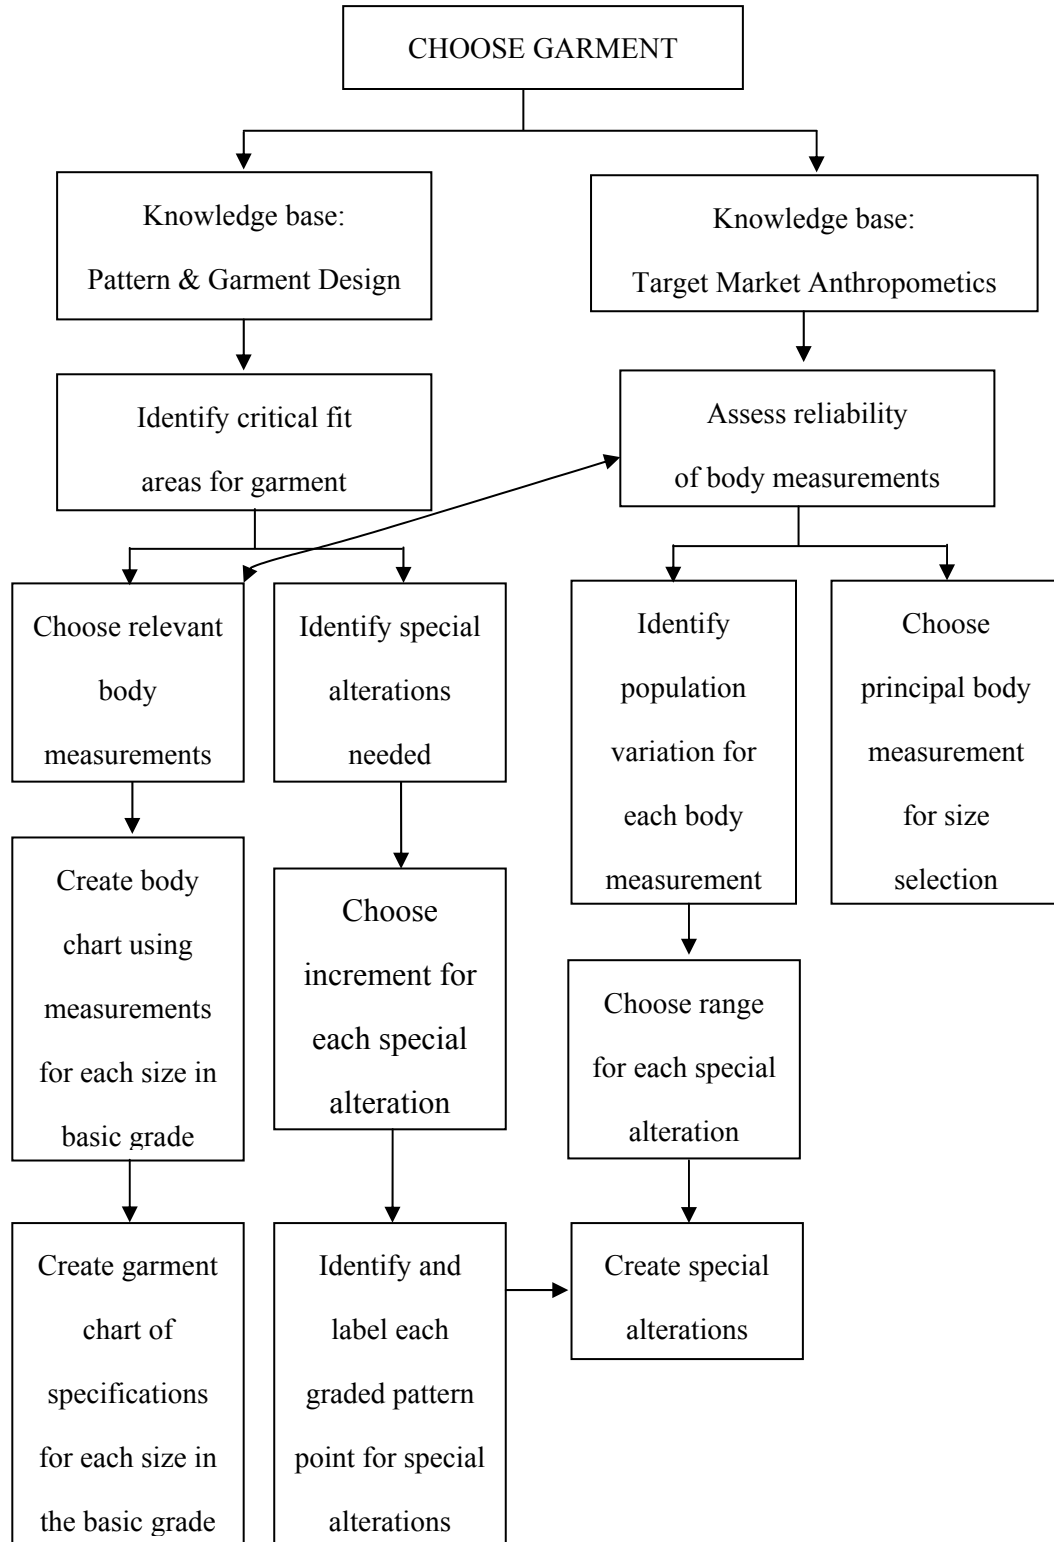 CHOOSE GARMENT
Knowledge base:
Pattern & Garment Design
Knowledge base:
Target Market Anthropometics
Identify critical fit
areas for garment
Assess reliability
of body measurements
Choose relevant
body
measurements
Identify special
alterations
needed
Identify
population
variation for
each body
measurement
Choose
principal body
measurement
for size
selection
Create body
chart using
measurements
for each size in
basic grade
Choose
increment for
each special
alteration
Choose range
for each special
alteration
Create garment
chart of
specifications
for each size in
the basic grade
Identify and
label each
graded pattern
point for special
alterations
Create special
alterations